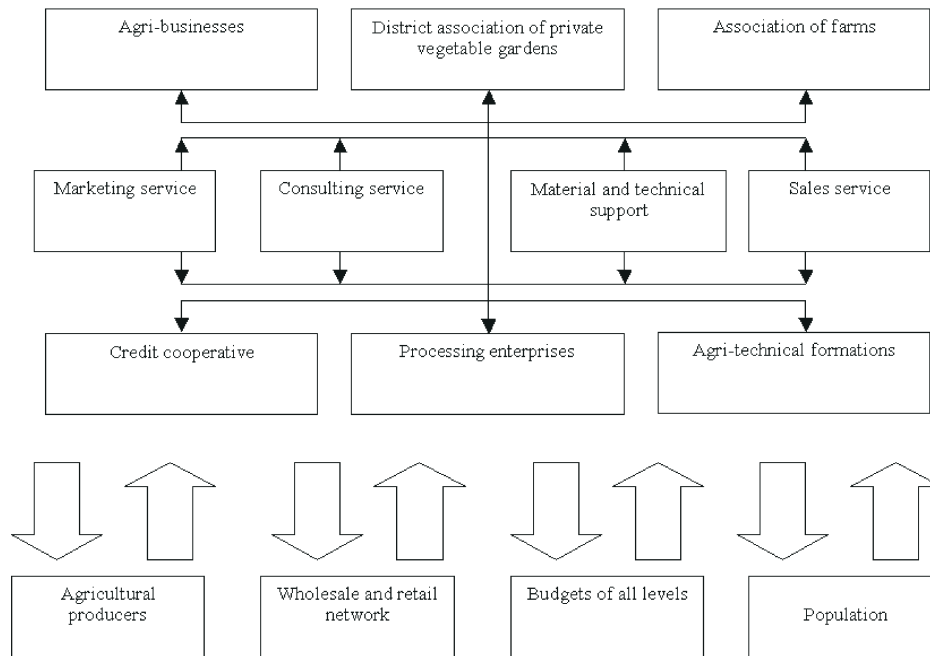 Agri-businesses
District association of private
vegetable gardens
Association of farms
Marketing service
Consulting service
Material and technical
support
Sales service
Credit cooperative
Processing enterprises
Agri-technical formations
Agricultural
producers
Wholesale and retail
network
Budgets of all levels
Population